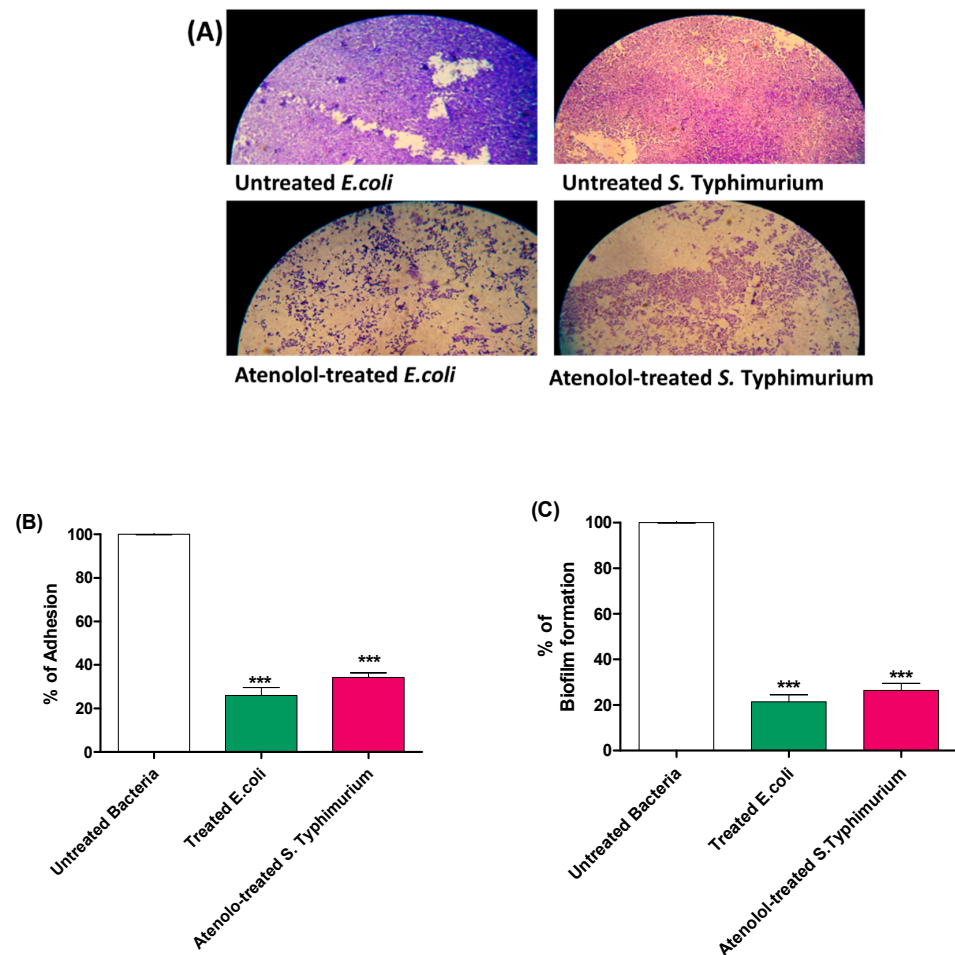 (A)
Untreated E.coli
Untreated S. Typhimurium
Atenolol-treated E.coli
Atenolol-treated S. Typhimurium
(B)
% of Adhesion
100
80
60
40
20
0
***
***
Untreated Bacteria
Treated E.coli
Atenolo-treated S. Typhimurium
(C)
% of
Biofilm formation
100
80
60
40
20
0
***
***
Untreated Bacteria
Treated E.coli
Atenolol-treated S.Typhimurium